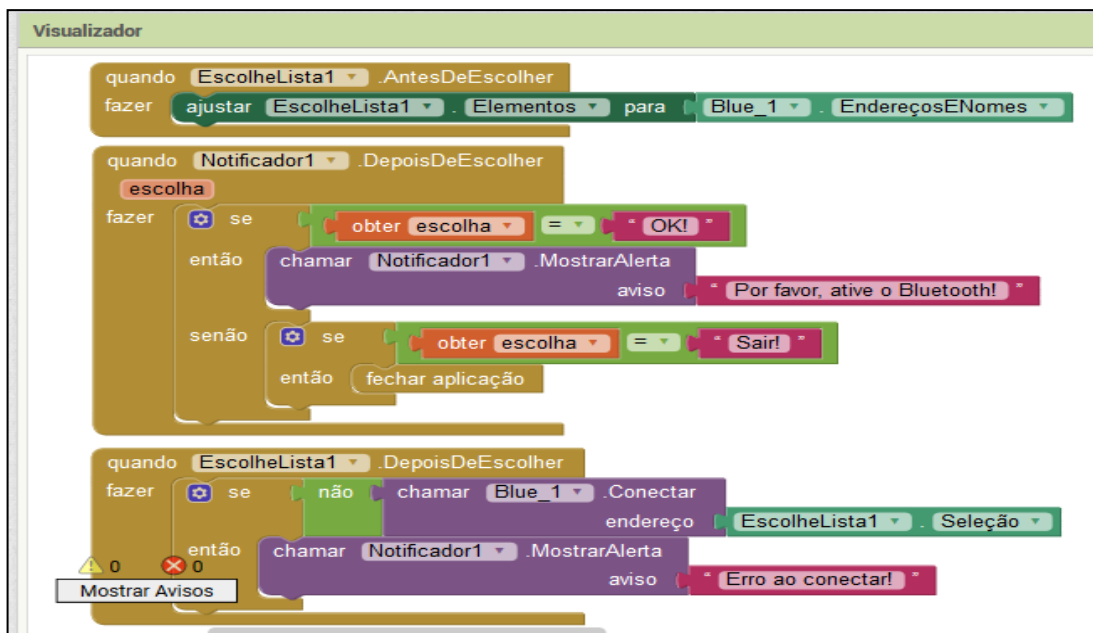 Visualizador
quando EscolheLista1 .AntesDeEscolher
fazer ajustar EscolheLista1 . Elementos para Blue_1 . EndereçosENomes
quando Notificador1 .DepoisDeEscolher
escolha
fazer se obter escolha = " OK! "
então chamar Notificador1 .MostrarAlerta
aviso " Por favor, ative o Bluetooth! "
senão se obter escolha = " Sair! "
então fechar aplicação
quando EscolheLista1 .DepoisDeEscolher
fazer se não chamar Blue_1 .Conectar
endereço EscolheLista1 . Seleção
então chamar Notificador1 .MostrarAlerta
0 0 aviso " Erro ao conectar! "
Mostrar Avisos